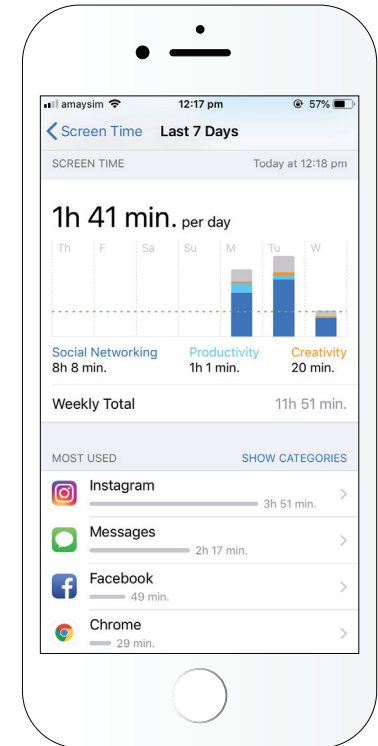 amaysim 12:17 pm 57%
Screen Time Last 7 Days
SCREEN TIME Today at 12:18 pm
1h 41 min. per day
Th F Sa Su M Tu W
Social Networking Productivity Creativity
8h 8 min. 1h 1 min. 20 min.
Weekly Total 11h 51 min.
MOST USED SHOW CATEGORIES
Instagram
3h 51 min.
Messages
2h 17 min.
Facebook
49 min.
Chrome
29 min.